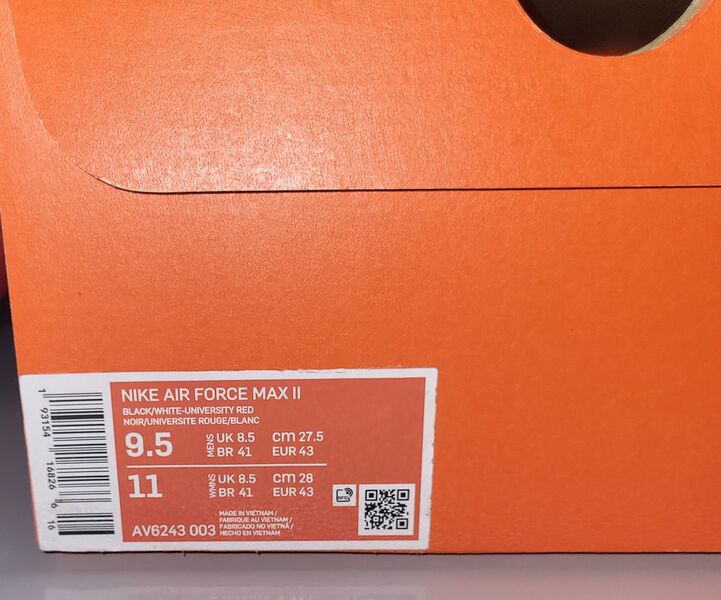 NIKE AIR FORCE MAX II
BLACK/WHITE-UNIVERSITY RED
NOIR/UNIVERSITE ROUGE/BLANC
9.5 MENS UK 8.5 cm 27.5
BR 41 EUR 43
11 WMNS UK 8.5 cm 28
BR 41 EUR 43
MADE IN VIETNAM /
FABRIQUE AU VIETNAM /
FABRICADO NO VIETNÃ /
AV6243 003 HECHO EN VIETNAM
1 93154 16826 6 16